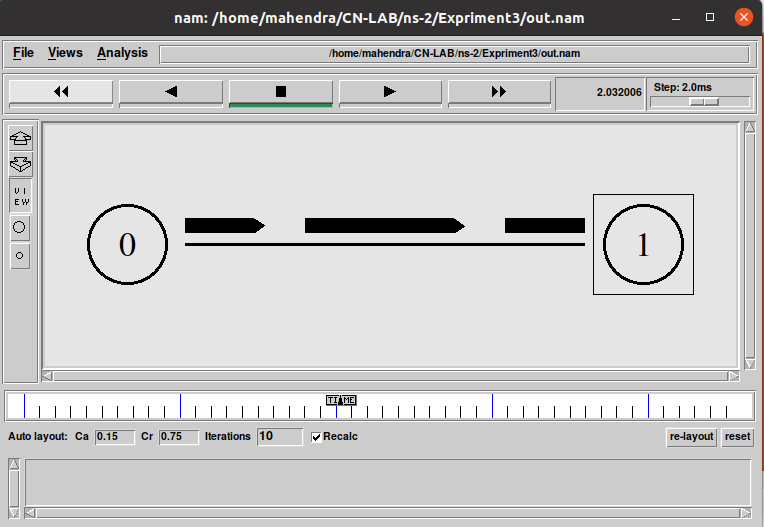 nam: /home/mahendra/CN-LAB/ns-2/Expriment3/out.nam
File Views Analysis /home/mahendra/CN-LAB/ns-2/Expriment3/out.nam
2.032006 Step: 2.0ms
VI
EW
0 1
TIME
Auto layout: Ca 0.15 Cr 0.75 Iterations 10 Recalc re-layout reset